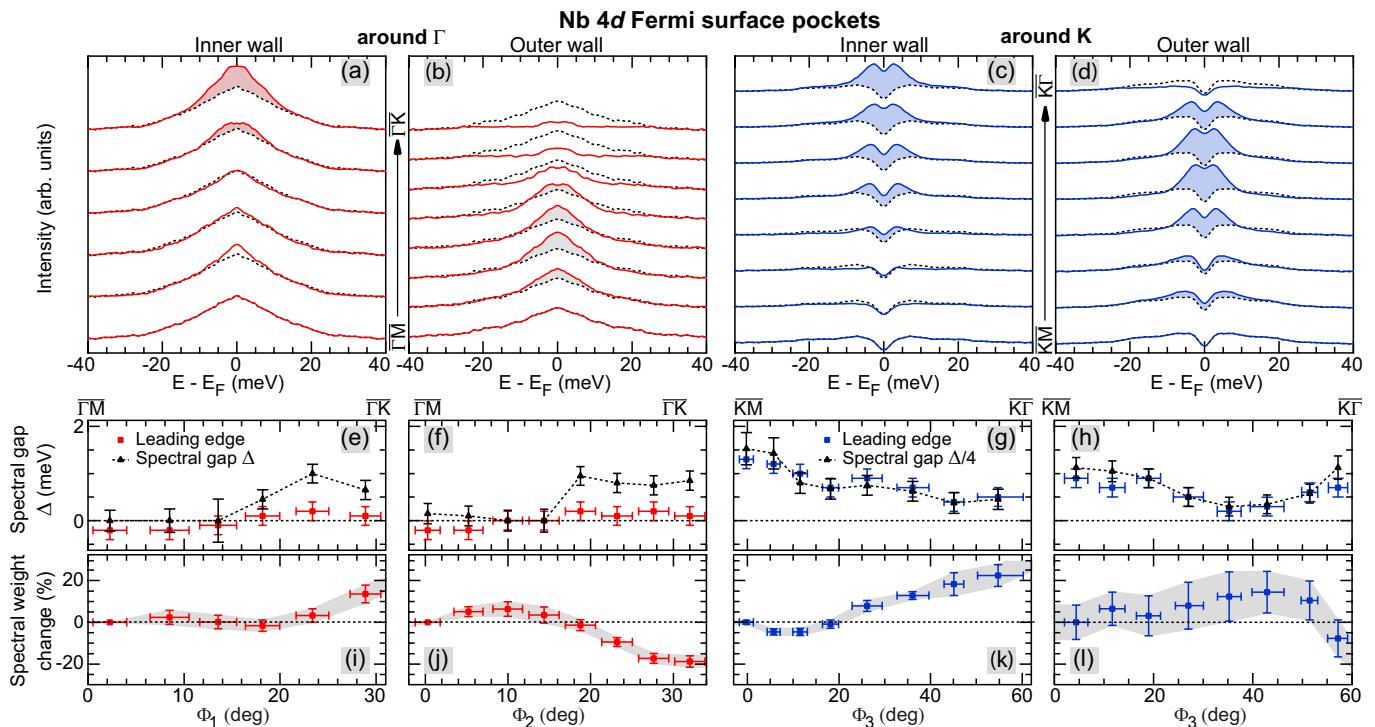 Nb 4d Fermi surface pockets
around Γ
around K
Inner wall
Outer wall
Inner wall
Outer wall
(a)
(b)
(c)
(d)
Intensity (arb. units)
ΓM
ΓK
KM
KΓ
-40 -20 0 20 40
-40 -20 0 20 40
-40 -20 0 20 40
-40 -20 0 20 40
E - EF (meV)
E - EF (meV)
E - EF (meV)
E - EF (meV)
ΓM ΓK
ΓM ΓK
KM KΓ
KM KΓ
Spectral gap
Δ (meV)
2
0
Leading edge
Spectral gap Δ
(e)
(f)
Leading edge
Spectral gap Δ/4
(g)
(h)
Spectral weight
change (%)
20
0
-20
(i)
(j)
(k)
(l)
0 10 20 30
0 10 20 30
0 20 40 60
0 20 40 60
Φ1 (deg)
Φ2 (deg)
Φ3 (deg)
Φ3 (deg)